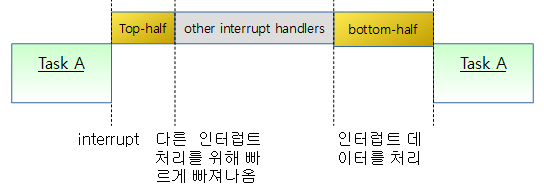 Top-half
other interrupt handlers
bottom-half
Task A
Task A
interrupt
다른 인터럽트
처리를 위해 빠
르게 빠져나옴
인터럽트 데
이터를 처리